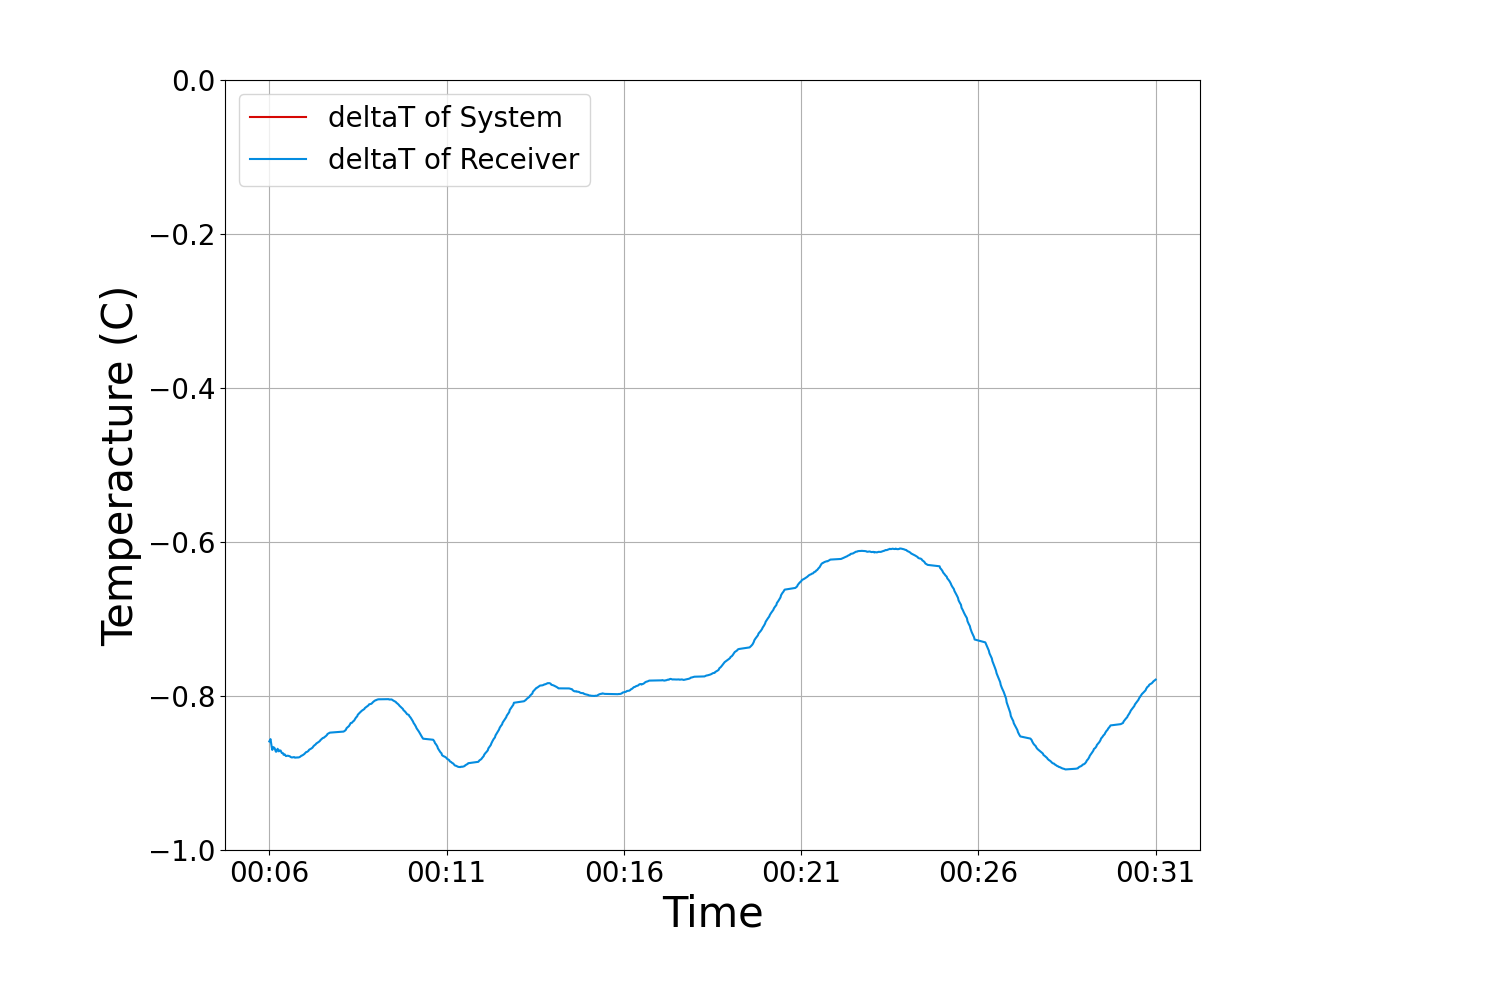 deltaT of System
deltaT of Receiver
0.0
−0.2
−0.4
−0.6
−0.8
−1.0
Temperacture (C)
00:06 00:11 00:16 00:21 00:26 00:31
Time